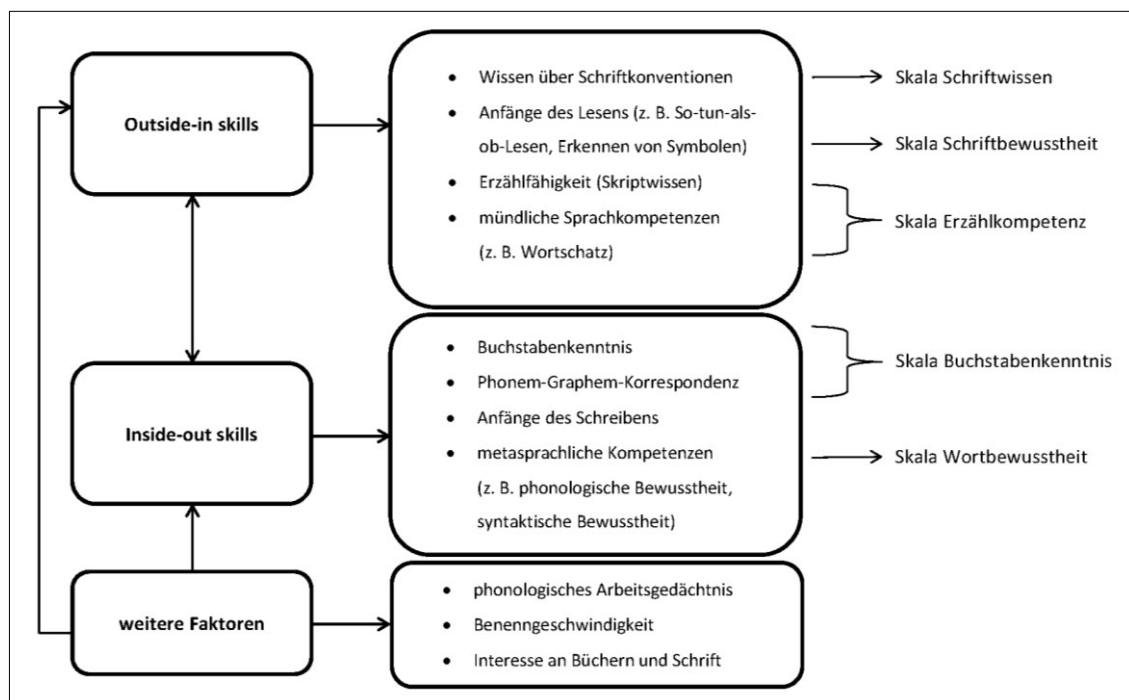 Outside-in skills
• Wissen über Schriftkonventionen
• Anfänge des Lesens (z. B. So-tun-als-
ob-Lesen, Erkennen von Symbolen)
• Erzählfähigkeit (Skriptwissen)
• mündliche Sprachkompetenzen
(z. B. Wortschatz)
Skala Schriftwissen
Skala Schriftbewusstheit
Skala Erzählkompetenz
Inside-out skills
• Buchstabenkenntnis
• Phonem-Graphem-Korrespondenz
• Anfänge des Schreibens
• metasprachliche Kompetenzen
(z. B. phonologische Bewusstheit,
syntaktische Bewusstheit)
Skala Buchstabenkenntnis
Skala Wortbewusstheit
weitere Faktoren
• phonologisches Arbeitsgedächtnis
• Benenngeschwindigkeit
• Interesse an Büchern und Schrift